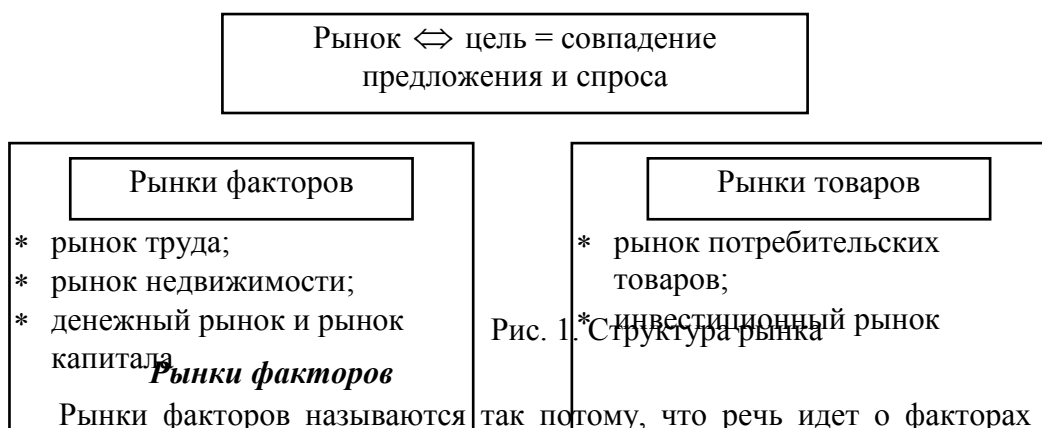 Рынок ⇔ цель = совпадение
предложения и спроса
Рынки факторов
* рынок труда;
* рынок недвижимости;
* денежный рынок и рынок
капитала
Рынки товаров
* рынок потребительских
товаров;
* инвестиционный рынок
Рис. 1. Структура рынка
Рынки факторов
Рынки факторов называются так потому, что речь идет о факторах